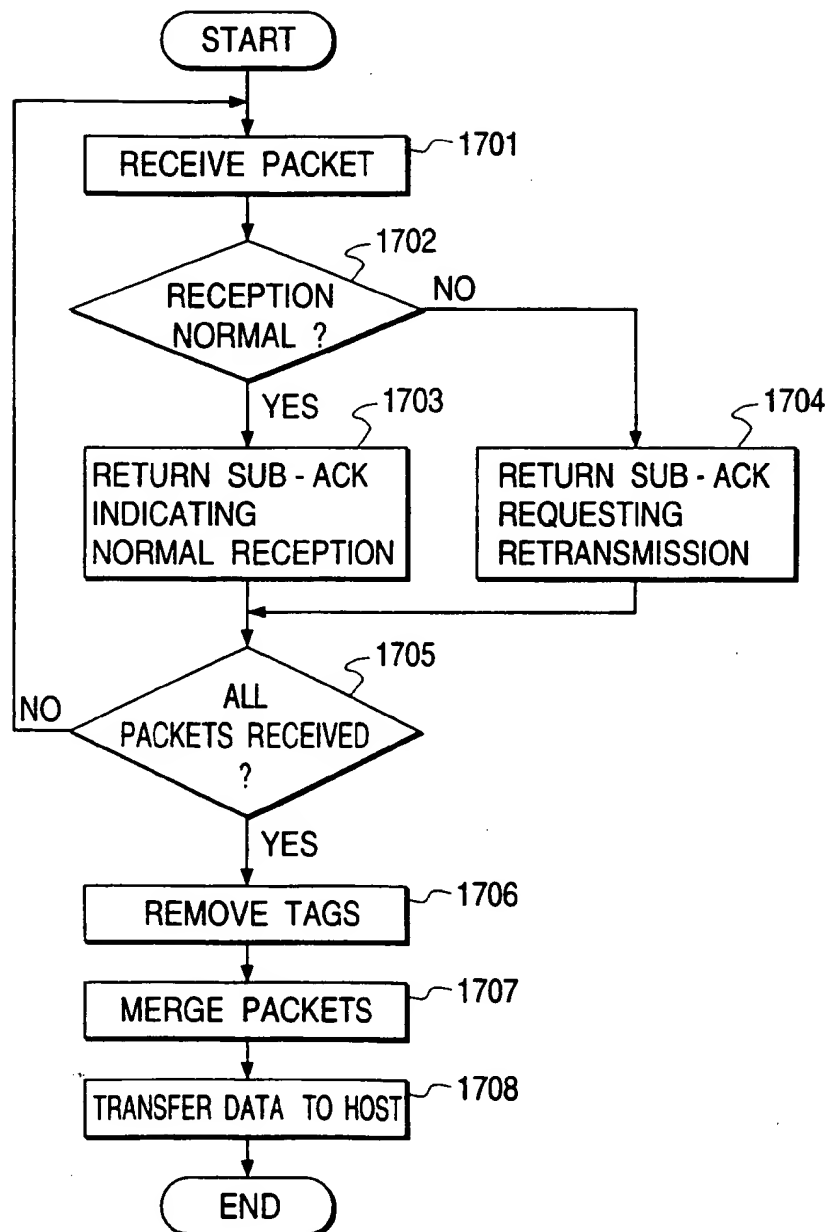 START
RECEIVE PACKET
1701
1702
RECEPTION
NORMAL ?
NO
YES
1703
1704
RETURN SUB - ACK
INDICATING
NORMAL RECEPTION
RETURN SUB - ACK
REQUESTING
RETRANSMISSION
1705
NO
ALL
PACKETS RECEIVED
?
YES
REMOVE TAGS
1706
MERGE PACKETS
1707
TRANSFER DATA TO HOST
1708
END